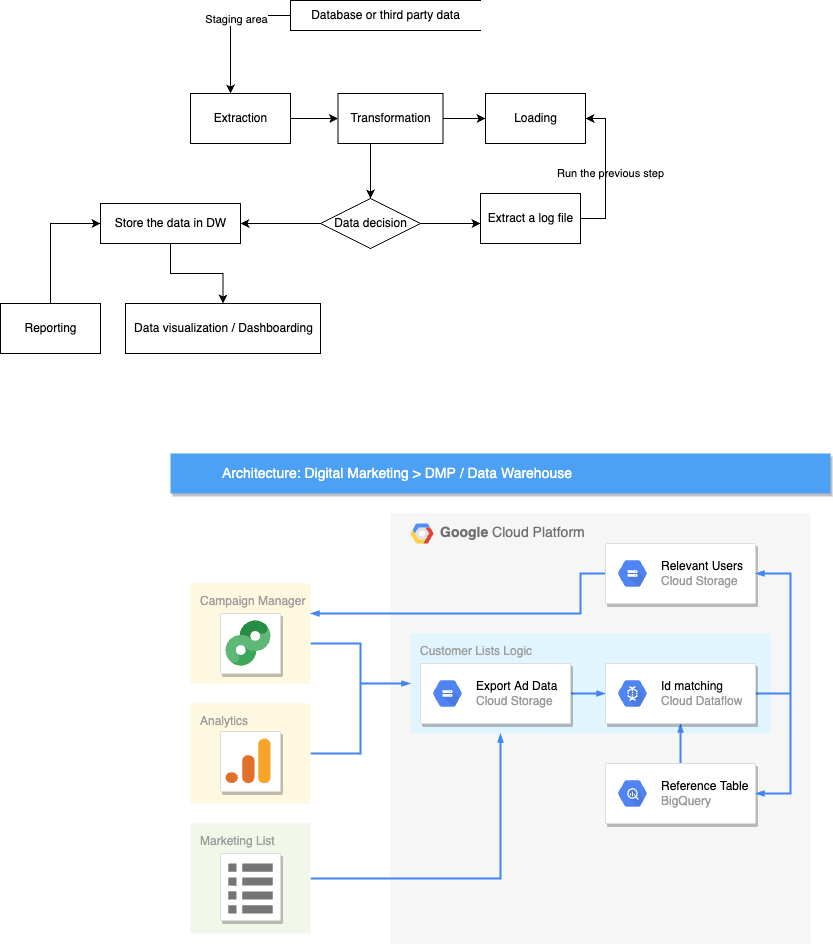 Database or third party data
Staging area
Extraction
Transformation
Loading
Run the previous step
Store the data in DW
Data decision
Extract a log file
Reporting
Data visualization / Dashboarding
Architecture: Digital Marketing > DMP / Data Warehouse
Google Cloud Platform
Relevant Users
Cloud Storage
Campaign Manager
Customer Lists Logic
Export Ad Data
Cloud Storage
Id matching
Cloud Dataflow
Analytics
Reference Table
BigQuery
Marketing List